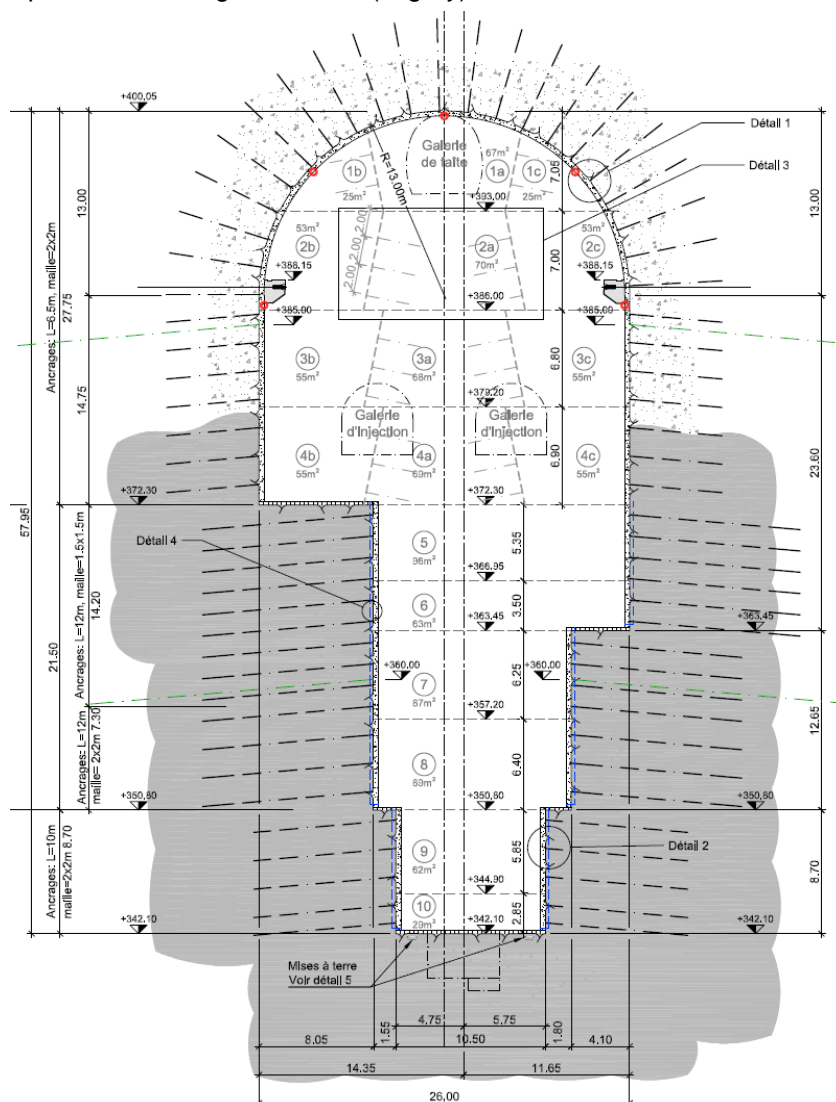 +400,05
Détail 1
Galerie
de faîte
67m²
7,05
Détail 3
1b
1a
1c
25m²
25m²
R=13.00m
+393,00
13,00
13,00
53m²
53m²
2b
2a
2c
70m²
2.00
2.00
2.00
7,00
+388.15
+388.15
+386.00
+385.00
+385.00
Ancrages: L=6.5m, maille=2x2m
27.75
14.75
3b
3a
3c
55m²
68m²
55m²
6.80
+379.20
Galerie
d'Injection
Galerie
d'Injection
4b
4a
4c
55m²
69m²
55m²
6.90
23.60
+372.30
+372.30
57.95
Détail 4
5
96m²
5.35
+366.95
6
63m²
3.50
+363,45
+363,45
Ancrages: L=12m, maille=1.5x1.5m
14.20
21.50
+360,00
+360,00
7
67m²
6,25
+357.20
12.65
Ancrages: L=12m
maille= 2x2m 7.30
8
69m²
6.40
+350,60
+350,60
+350,60
9
62m²
5.85
Détail 2
Ancrages: L=10m
maille=2x2m 8.70
8.70
+344,90
10
29m²
2.85
+342.10
+342.10
+342.10
Mises à terre
Voir détail 5
4.75
5.75
8.05
1.55
10.50
1.80
4.10
14.35
11.65
26,00